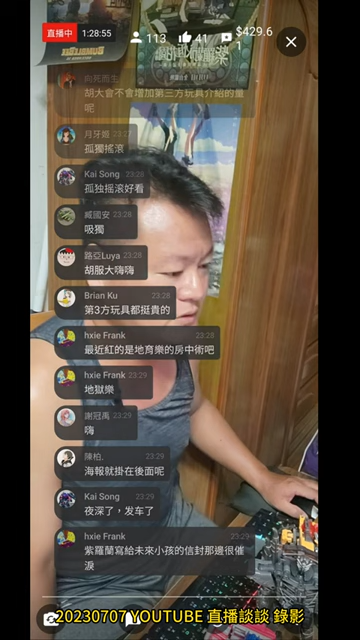 直播中
1:28:55
113
41
$429.6
1
向死而生
胡大會不會增加第三方玩具介紹的量
呢
月牙姬 23:27
孤獨搖滾
Kai Song 23:28
孤独摇滚好看
臧國安 23:28
吸獨
路亞Luya 23:28
胡服大嗨嗨
Brian Ku 23:28
第3方玩具都挺貴的
hxie Frank 23:28
最近紅的是地育樂的房中術吧
hxie Frank 23:29
地獄樂
謝冠禹 23:29
嗨
陳柏. 23:29
海報就掛在後面呢
Kai Song 23:29
夜深了，发车了
hxie Frank 23:29
紫羅蘭寫給未來小孩的信封那邊很催
淚
20230707 YOUTUBE 直播談談 錄影